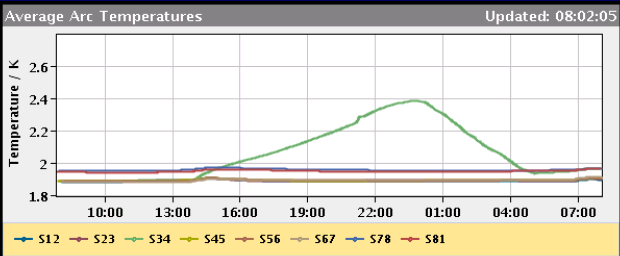 Average Arc Temperatures Updated: 08:02:05
Temperature / K
2.6
2.4
2.2
2
1.8
10:00 13:00 16:00 19:00 22:00 01:00 04:00 07:00
S12 S23 S34 S45 S56 S67 S78 S81